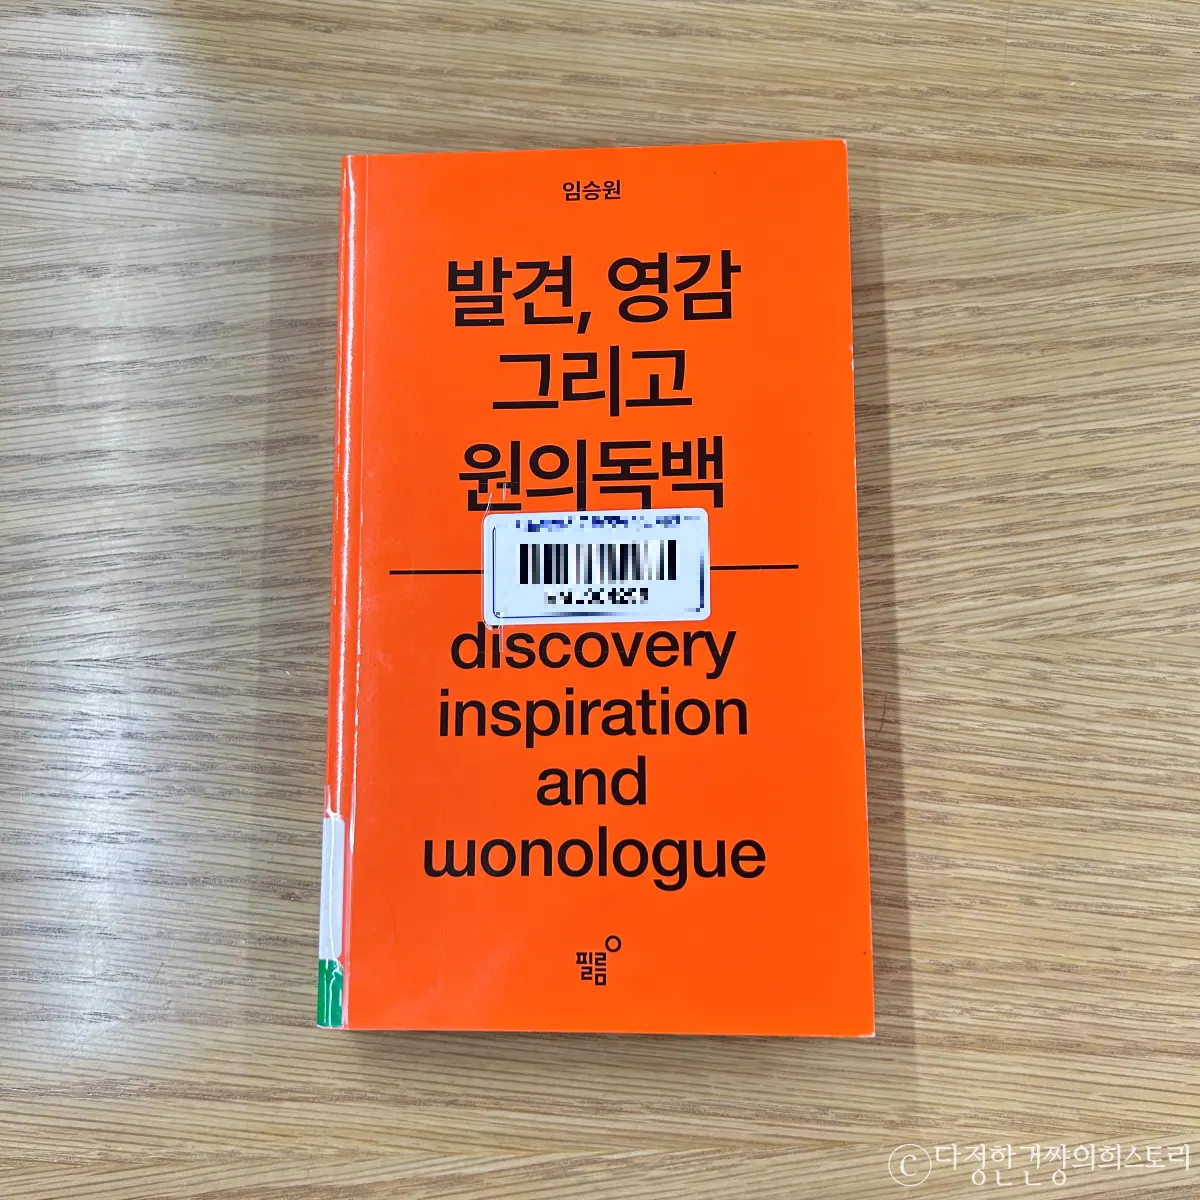 임승원
발견, 영감
그리고
원의독백
discovery
inspiration
and
wonologue
필름
ⓒ 다정한건짱의히스토리